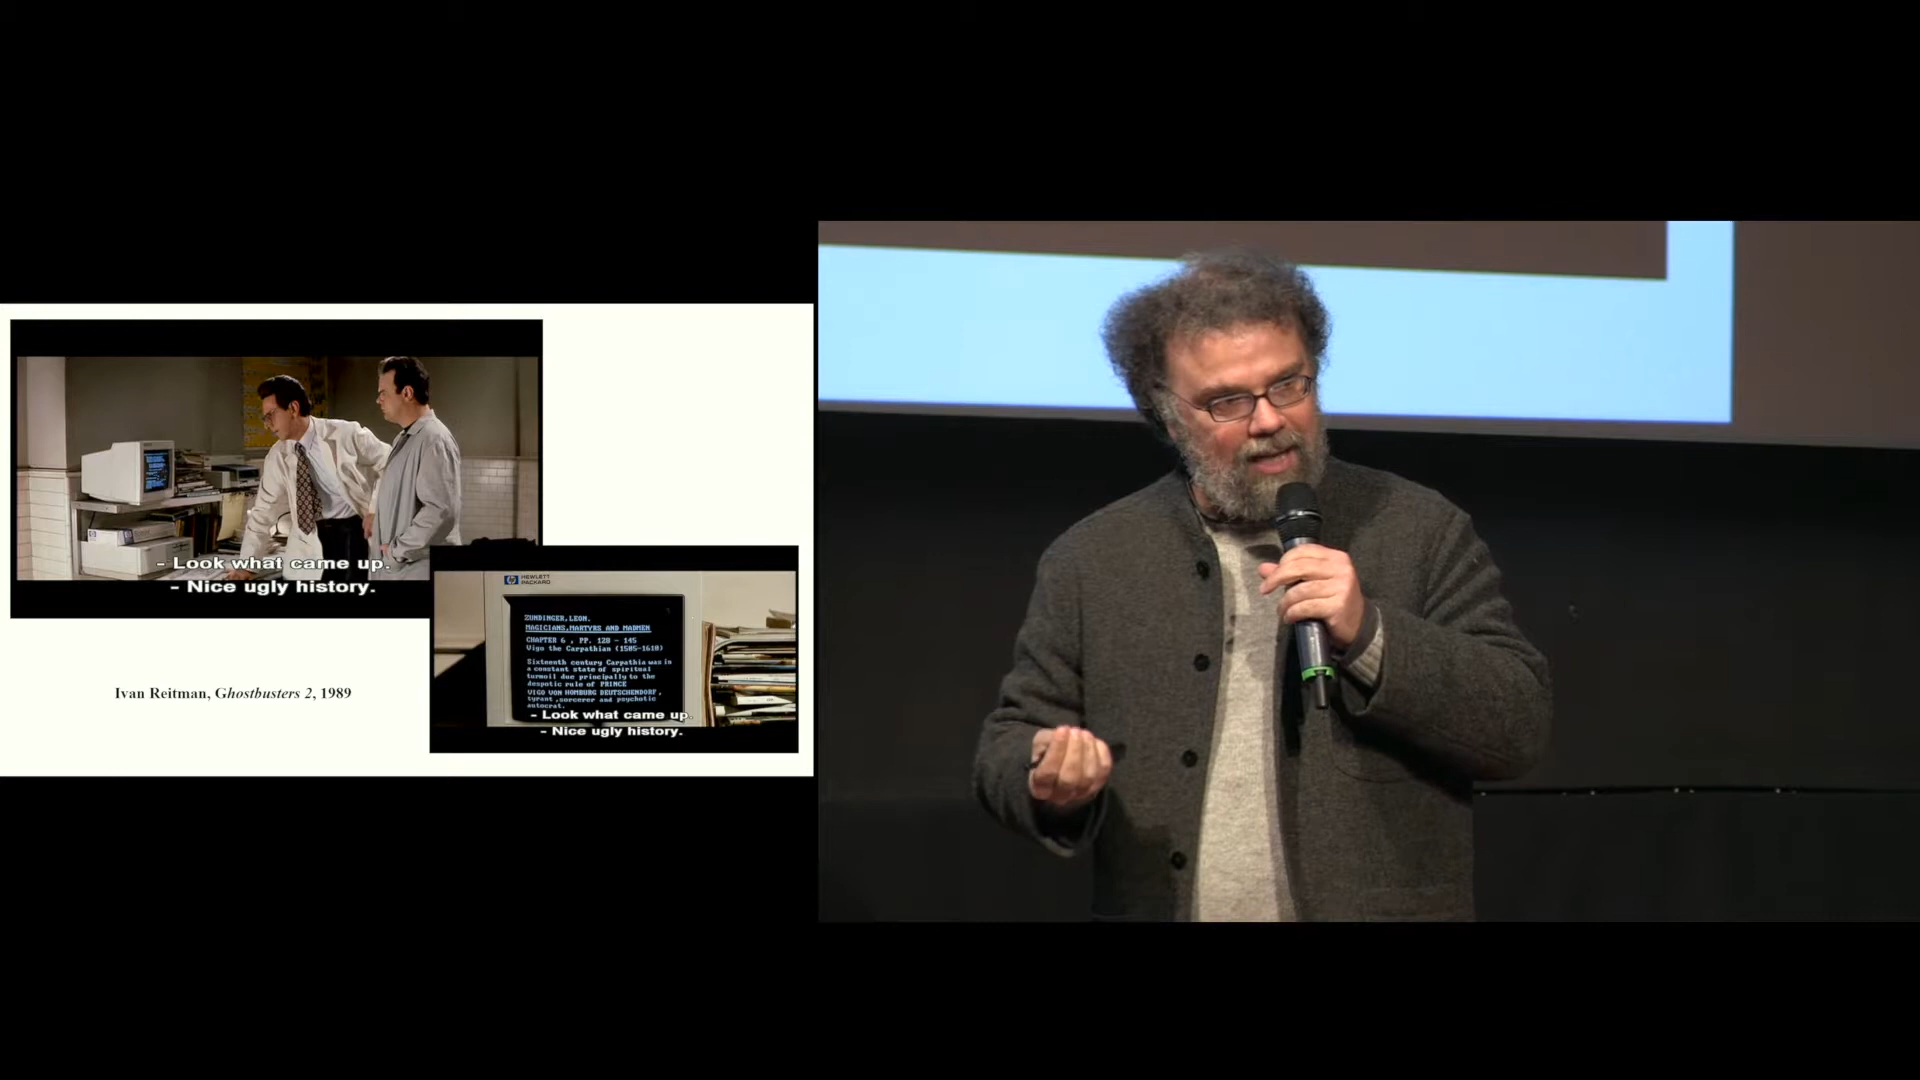 - Look what came up.
- Nice ugly history.
HEWLETT
PACKARD
ZUNDINGER, LEON.
MAGICIANS, MARTYRS AND MADMEN
CHAPTER 6 , PP. 128 - 145
Vigo the Carpathian (1505-1610)
Sixteenth century Carpathia was in
a constant state of spiritual
turmoil due principally to the
despotic rule of PRINCE
VIGO VON HOMBURG DEUTSCHENDORF,
tyrant, sorcerer and psychotic
autocrat.
- Look what came up.
- Nice ugly history.
Ivan Reitman, Ghostbusters 2, 1989